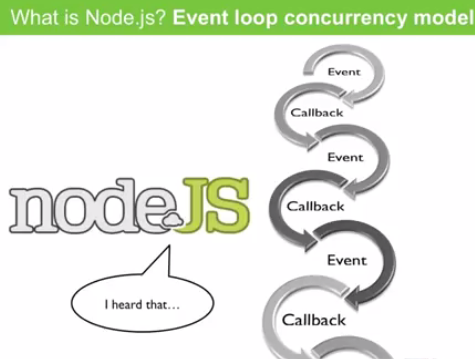 What is Node.js? Event loop concurrency model
Event
Callback
Event
Callback
Event
Callback
nodeJS
I heard that...